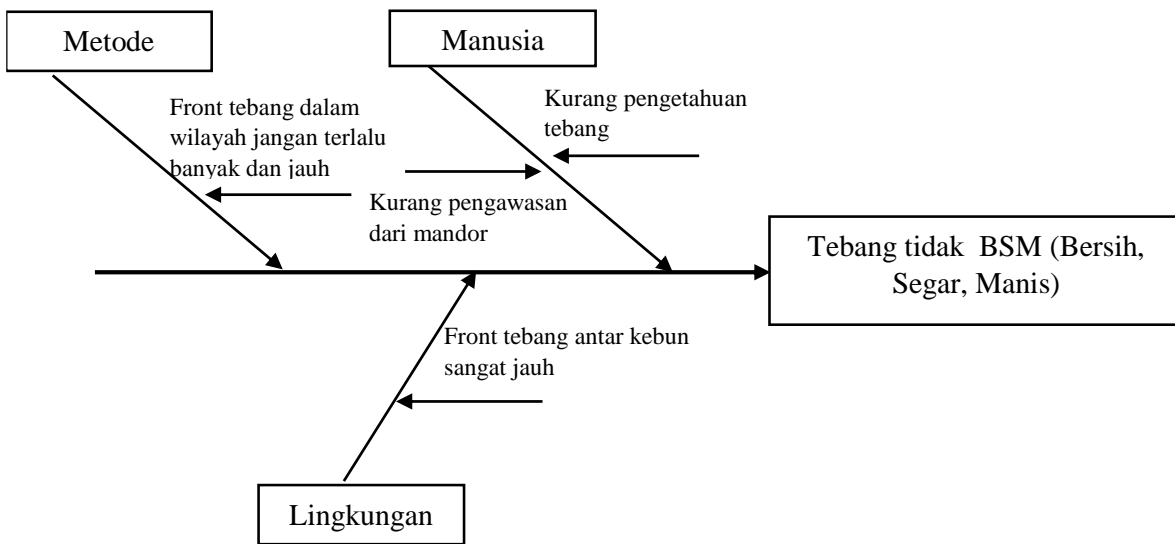 Metode
Manusia
Front tebang dalam
wilayah jangan terlalu
banyak dan jauh
Kurang pengetahuan
tebang
Kurang pengawasan
dari mandor
Tebang tidak  BSM (Bersih,
Segar, Manis)
Front tebang antar kebun
sangat jauh
Lingkungan